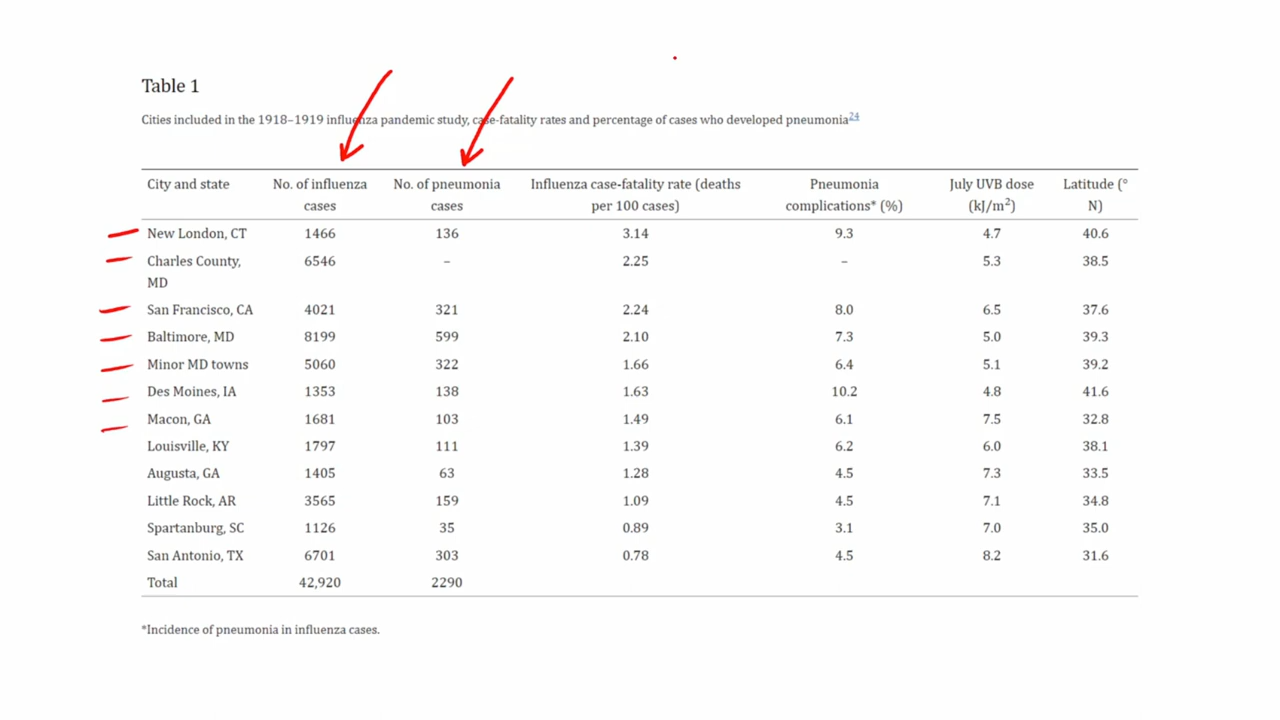 Table 1
Cities included in the 1918–1919 influenza pandemic study, case-fatality rates and percentage of cases who developed pneumonia24
City and state No. of influenza cases No. of pneumonia cases Influenza case-fatality rate (deaths per 100 cases) Pneumonia complications* (%) July UVB dose (kJ/m2) Latitude (° N)
New London, CT 1466 136 3.14 9.3 4.7 40.6
Charles County, MD 6546 – 2.25 – 5.3 38.5
San Francisco, CA 4021 321 2.24 8.0 6.5 37.6
Baltimore, MD 8199 599 2.10 7.3 5.0 39.3
Minor MD towns 5060 322 1.66 6.4 5.1 39.2
Des Moines, IA 1353 138 1.63 10.2 4.8 41.6
Macon, GA 1681 103 1.49 6.1 7.5 32.8
Louisville, KY 1797 111 1.39 6.2 6.0 38.1
Augusta, GA 1405 63 1.28 4.5 7.3 33.5
Little Rock, AR 3565 159 1.09 4.5 7.1 34.8
Spartanburg, SC 1126 35 0.89 3.1 7.0 35.0
San Antonio, TX 6701 303 0.78 4.5 8.2 31.6
Total 42,920 2290
*Incidence of pneumonia in influenza cases.